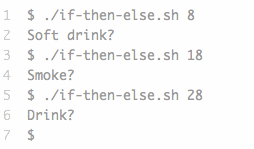 1 $ ./if-then-else.sh 8
2 Soft drink?
3 $ ./if-then-else.sh 18
4 Smoke?
5 $ ./if-then-else.sh 28
6 Drink?
7 $